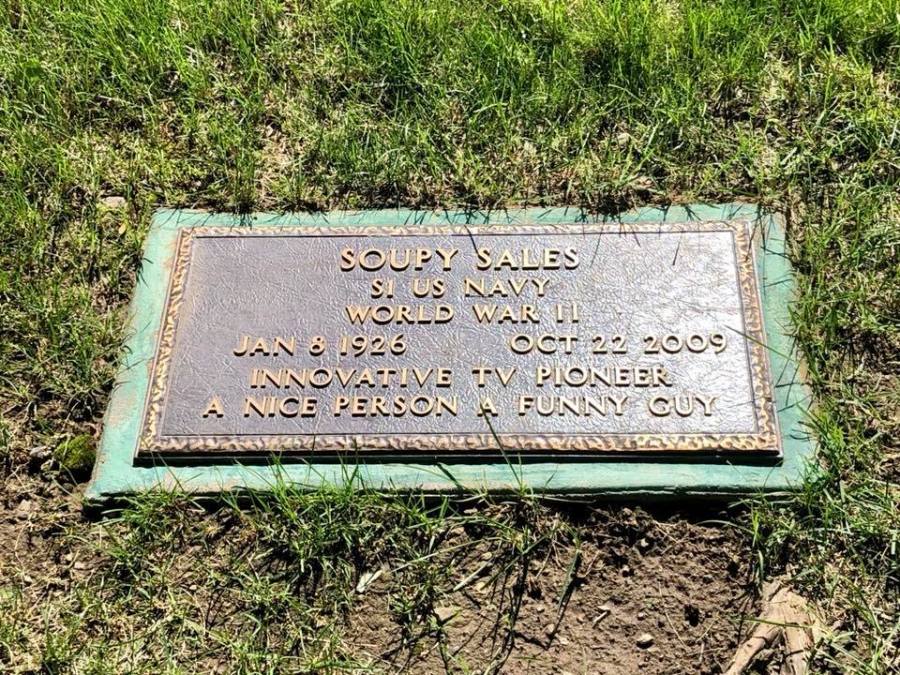 SOUPY SALES
S1 US NAVY
WORLD WAR II
JAN 8 1926 OCT 22 2009
INNOVATIVE TV PIONEER
A NICE PERSON A FUNNY GUY